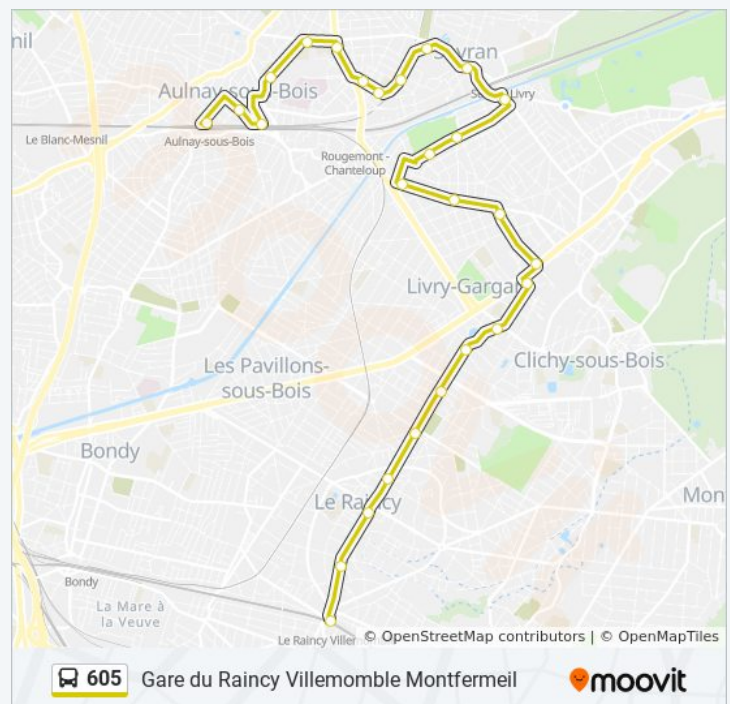 nil
Sevran
Aulnay-sous-Bois
Sevran Livry
Le Blanc-Mesnil
Aulnay-sous-Bois
Rougemont -
Chanteloup
Livry-Gargan
Les Pavillons-
sous-Bois
Clichy-sous-Bois
Bondy
Le Raincy
Mon
Bondy
La Mare à
la Veuve
Le Raincy Villemomble
© OpenStreetMap contributors | © OpenMapTiles
605 Gare du Raincy Villemomble Montfermeil
moovit